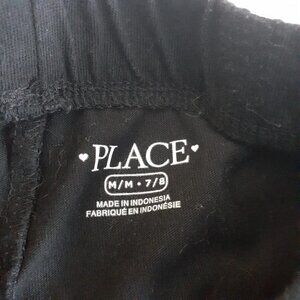 ♥ PLACE ♥
M/M • 7/8
MADE IN INDONESIA
FABRIQUÉ EN INDONÉSIE